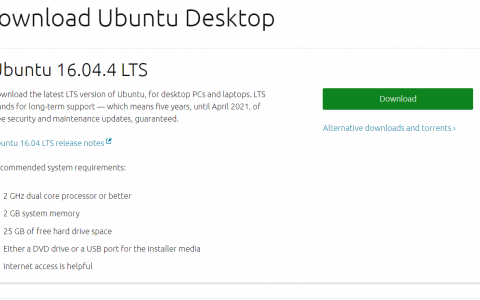 ownload Ubuntu Desktop
buntu 16.04.4 LTS
ownload the latest LTS version of Ubuntu, for desktop PCs and laptops. LTS
ands for long-term support — which means five years, until April 2021, of
ee security and maintenance updates, guaranteed.
Download
Alternative downloads and torrents ›
buntu 16.04 LTS release notes
commended system requirements:
2 GHz dual core processor or better
2 GB system memory
25 GB of free hard drive space
Either a DVD drive or a USB port for the installer media
Internet access is helpful